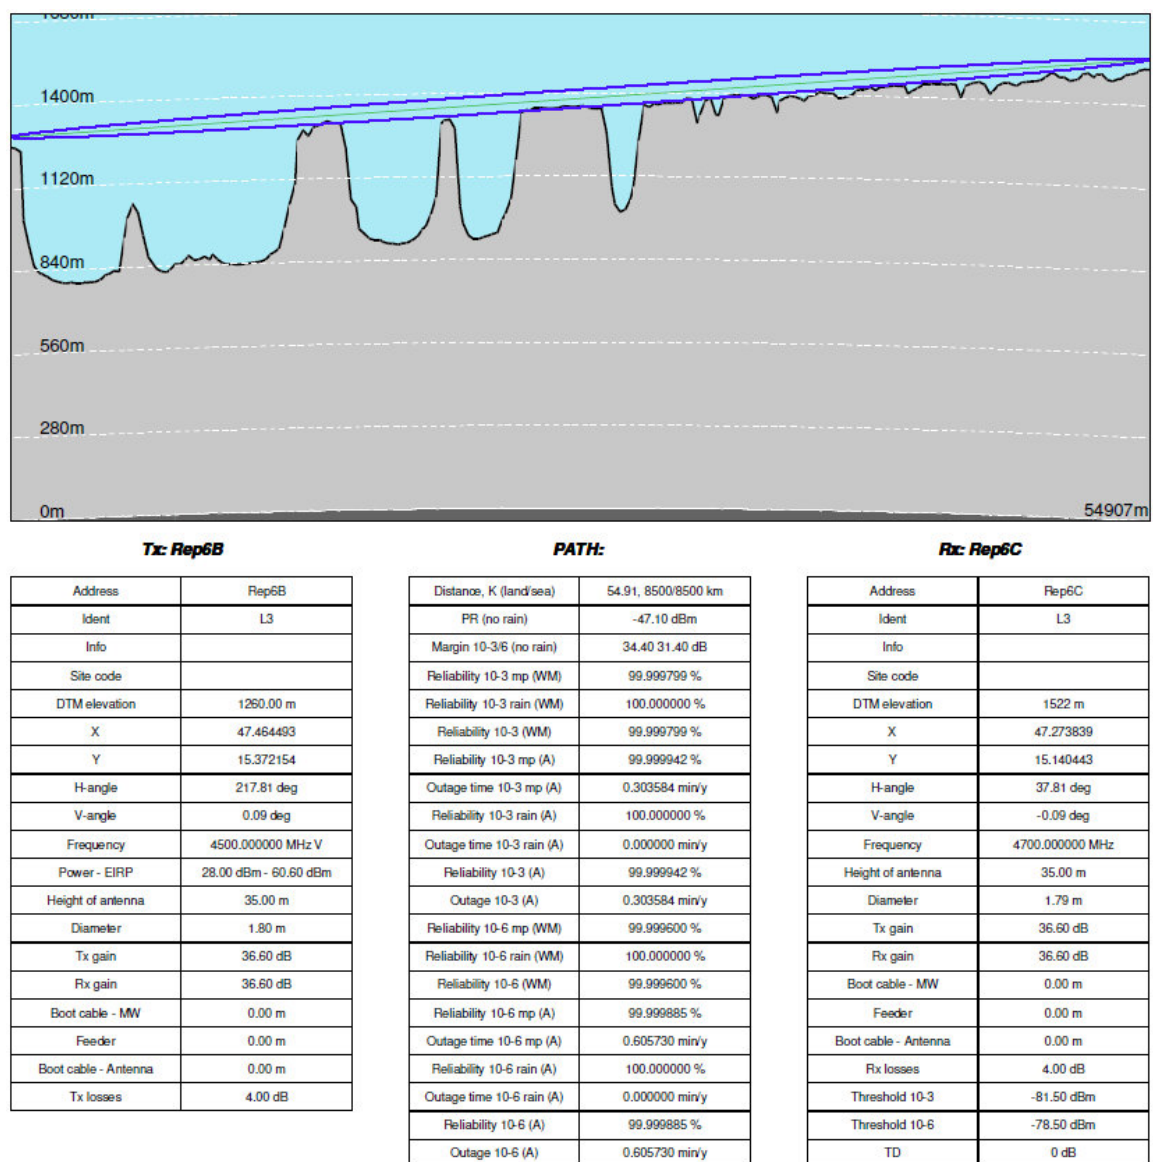 1400m
1120m
840m
560m
280m
0m
54907m
Tx: Rep6B
PATH:
Rx: Rep6C
Address Rep6B
Ident L3
Info
Site code
DTM elevation 1260.00 m
X 47.464493
Y 15.372154
H-angle 217.81 deg
V-angle 0.09 deg
Frequency 4500.000000 MHz V
Power - EIRP 28.00 dBm - 60.60 dBm
Height of antenna 35.00 m
Diameter 1.80 m
Tx gain 36.60 dB
Rx gain 36.60 dB
Boot cable - MW 0.00 m
Feeder 0.00 m
Boot cable - Antenna 0.00 m
Tx losses 4.00 dB
Distance, K (land/sea) 54.91, 8500/8500 km
PR (no rain) -47.10 dBm
Margin 10-3/6 (no rain) 34.40 31.40 dB
Reliability 10-3 mp (WM) 99.999799 %
Reliability 10-3 rain (WM) 100.000000 %
Reliability 10-3 (WM) 99.999799 %
Reliability 10-3 mp (A) 99.999942 %
Outage time 10-3 mp (A) 0.303584 min/y
Reliability 10-3 rain (A) 100.000000 %
Outage time 10-3 rain (A) 0.000000 min/y
Reliability 10-3 (A) 99.999942 %
Outage 10-3 (A) 0.303584 min/y
Reliability 10-6 mp (WM) 99.999600 %
Reliability 10-6 rain (WM) 100.000000 %
Reliability 10-6 (WM) 99.999600 %
Reliability 10-6 mp (A) 99.999885 %
Outage time 10-6 mp (A) 0.605730 min/y
Reliability 10-6 rain (A) 100.000000 %
Outage time 10-6 rain (A) 0.000000 min/y
Reliability 10-6 (A) 99.999885 %
Outage 10-6 (A) 0.605730 min/y
Address Rep6C
Ident L3
Info
Site code
DTM elevation 1522 m
X 47.273839
Y 15.140443
H-angle 37.81 deg
V-angle -0.09 deg
Frequency 4700.000000 MHz
Height of antenna 35.00 m
Diameter 1.79 m
Tx gain 36.60 dB
Rx gain 36.60 dB
Boot cable - MW 0.00 m
Feeder 0.00 m
Boot cable - Antenna 0.00 m
Rx losses 4.00 dB
Threshold 10-3 -81.50 dBm
Threshold 10-6 -78.50 dBm
TD 0 dB